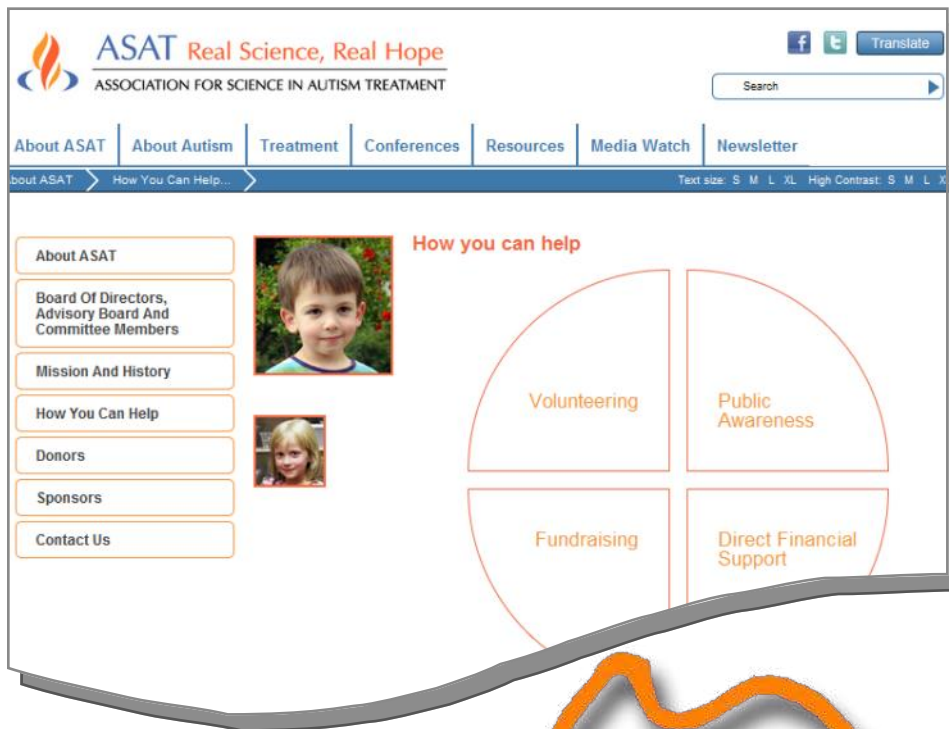 ASAT Real Science, Real Hope
ASSOCIATION FOR SCIENCE IN AUTISM TREATMENT
f t Translate
Search
About ASAT About Autism Treatment Conferences Resources Media Watch Newsletter
bout ASAT How You Can Help... Text size: S M L XL High Contrast: S M L X
How you can help
About ASAT
Board Of Directors,
Advisory Board And
Committee Members
Mission And History
How You Can Help
Donors
Sponsors
Contact Us
Volunteering
Public
Awareness
Fundraising
Direct Financial
Support